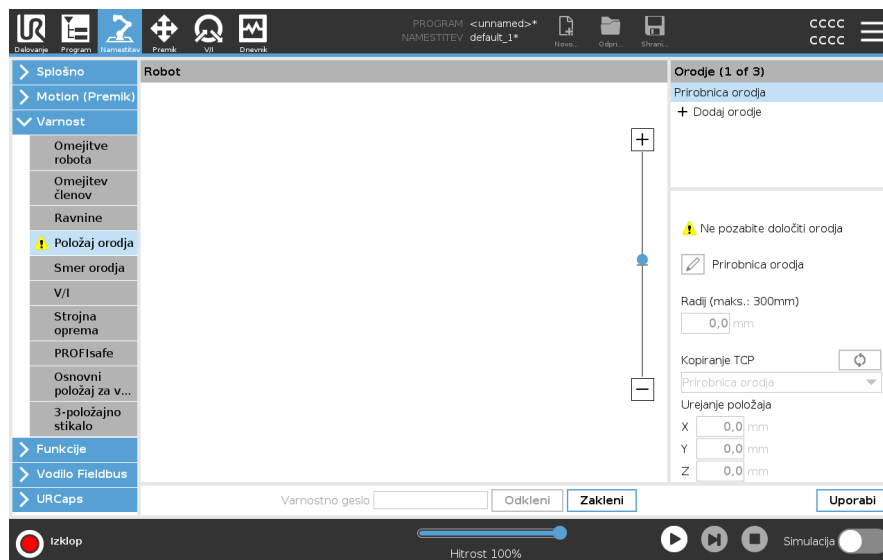 PROGRAM <unnamed>*
NAMESTITEV default_1*
CCCC
CCCC
Delovanje Program Namestitev Premik V/I Dnevnik Novo... Odpri... Shrani...
Splošno
Motion (Premik)
Varnost
Omejitve robota
Omejitev členov
Ravnine
Položaj orodja
Smer orodja
V/I
Strojna oprema
PROFIsafe
Osnovni položaj za v...
3-položajno stikalo
Funkcije
Vodilo Fieldbus
URCaps
Robot
Orodje (1 of 3)
Prirobnica orodja
+ Dodaj orodje
Ne pozabite določiti orodja
Prirobnica orodja
Radij (maks.: 300mm)
0,0 mm
Kopiranje TCP
Prirobnica orodja
Urejanje položaja
X 0,0 mm
Y 0,0 mm
Z 0,0 mm
Varnostno geslo Odkleni Zakleni Uporabi
Izklop
Hitrost 100%
Simulacija